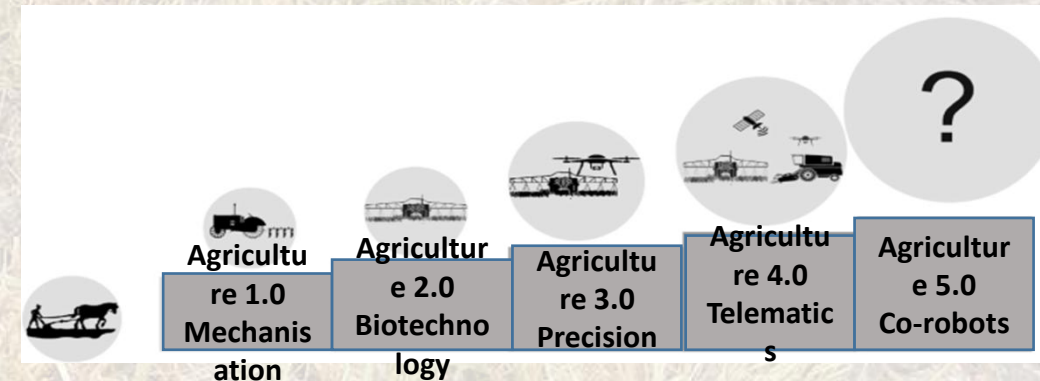 ?
Agricultu
re 1.0
Mechanis
ation
Agricultur
e 2.0
Biotechno
logy
Agricultu
re 3.0
Precision
Agricultu
re 4.0
Telematic
s
Agricultur
e 5.0
Co-robots